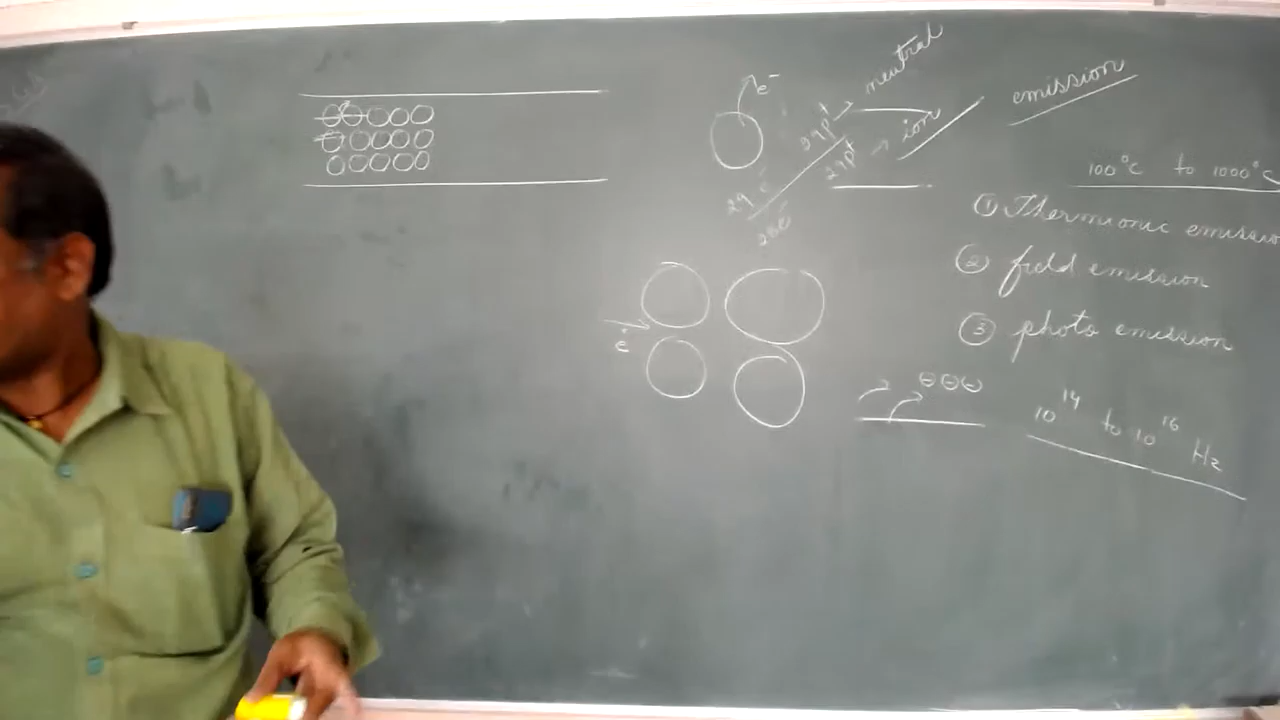 e⁻
neutral
29p⁺ → ion
29e
28e
emission
100°C to 1000°C
① Thermionic emission
② field emission
③ photo emission
e⁻
10¹⁴ to 10¹⁶ Hz